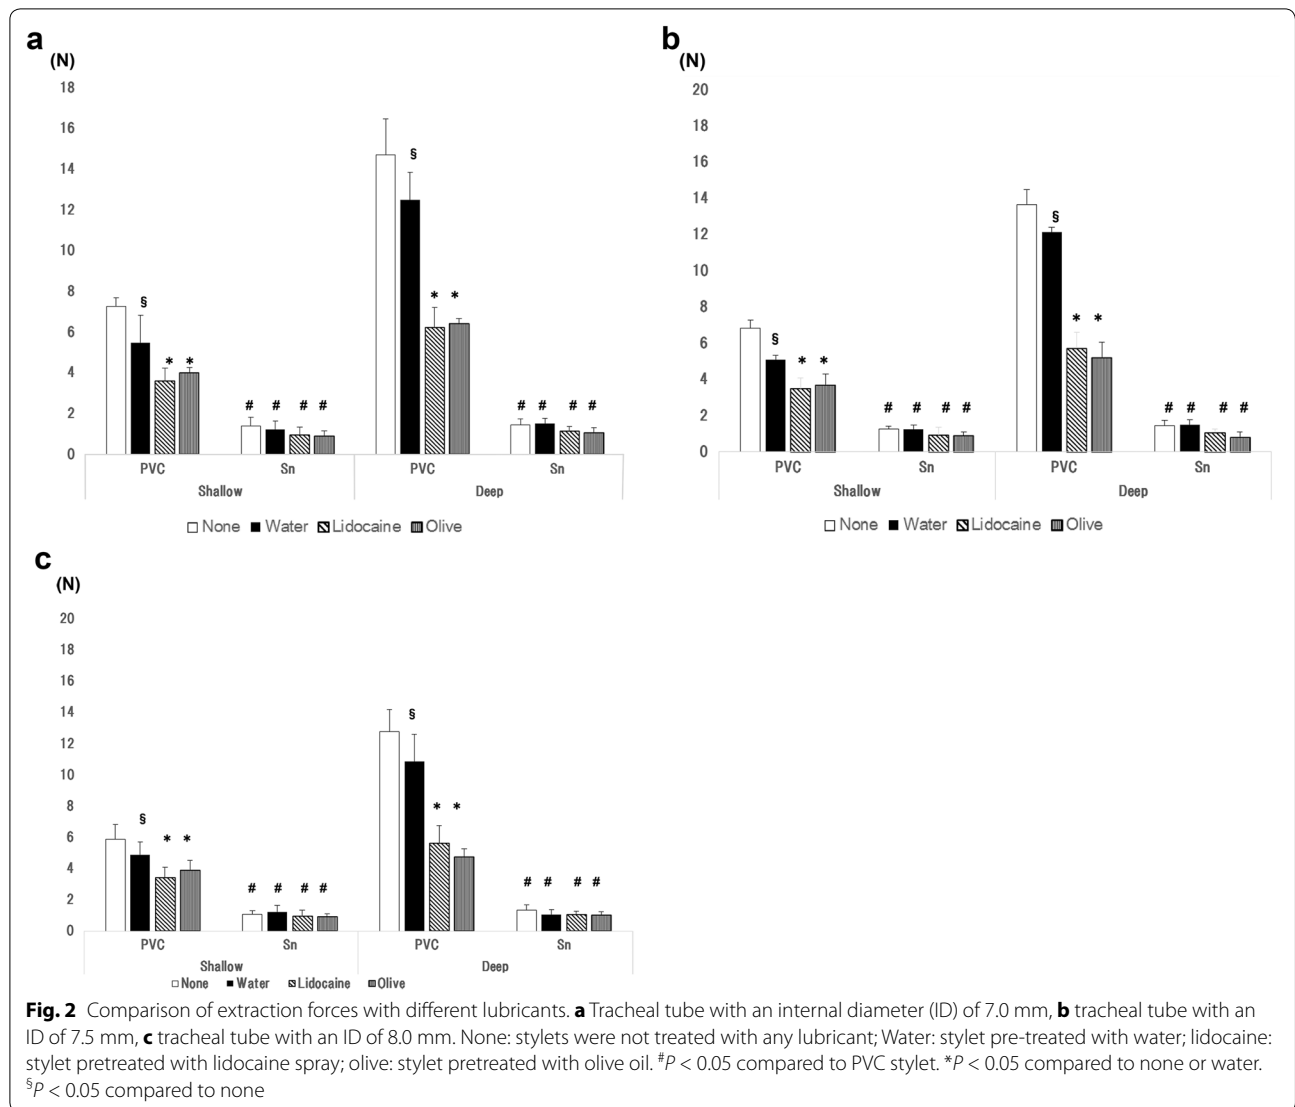 a
(N)
18
16
14
12
10
8
6
4
2
0
§
* *
# # # #
§
* *
# # # #
PVC Sn PVC Sn
Shallow Deep
None Water Lidocaine Olive
b
(N)
20
18
16
14
12
10
8
6
4
2
0
§
* *
# # # #
§
* *
# # # #
PVC Sn PVC Sn
Shallow Deep
None Water Lidocaine Olive
c
(N)
20
18
16
14
12
10
8
6
4
2
0
§
* *
# # # #
§
* *
# # # #
PVC Sn PVC Sn
Shallow Deep
None Water Lidocaine Olive
Fig. 2 Comparison of extraction forces with different lubricants. a Tracheal tube with an internal diameter (ID) of 7.0 mm, b tracheal tube with an
ID of 7.5 mm, c tracheal tube with an ID of 8.0 mm. None: stylets were not treated with any lubricant; Water: stylet pre-treated with water; lidocaine:
stylet pretreated with lidocaine spray; olive: stylet pretreated with olive oil. #P < 0.05 compared to PVC stylet. *P < 0.05 compared to none or water.
§P < 0.05 compared to none